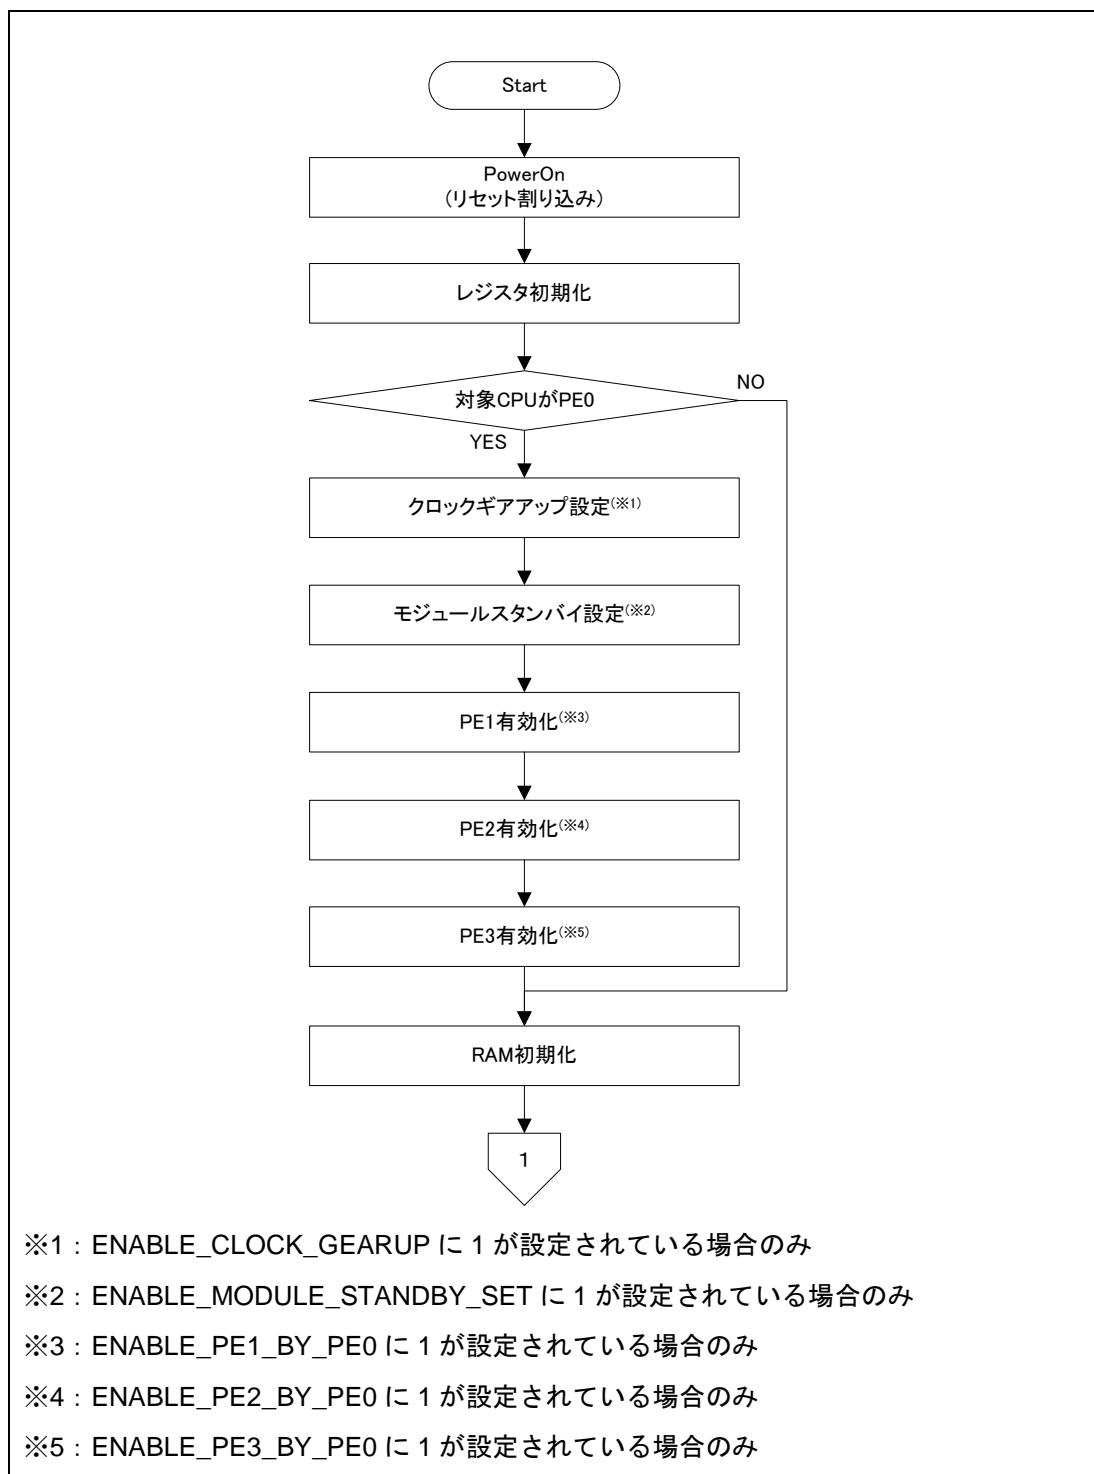 Start
PowerOn
(リセット割り込み)
レジスタ初期化
対象CPUがPE0
NO
YES
クロックギアアップ設定(※1)
モジュールスタンバイ設定(※2)
PE1有効化(※3)
PE2有効化(※4)
PE3有効化(※5)
RAM初期化
1
※1：ENABLE_CLOCK_GEARUP に 1 が設定されている場合のみ
※2：ENABLE_MODULE_STANDBY_SET に 1 が設定されている場合のみ
※3：ENABLE_PE1_BY_PE0 に 1 が設定されている場合のみ
※4：ENABLE_PE2_BY_PE0 に 1 が設定されている場合のみ
※5：ENABLE_PE3_BY_PE0 に 1 が設定されている場合のみ